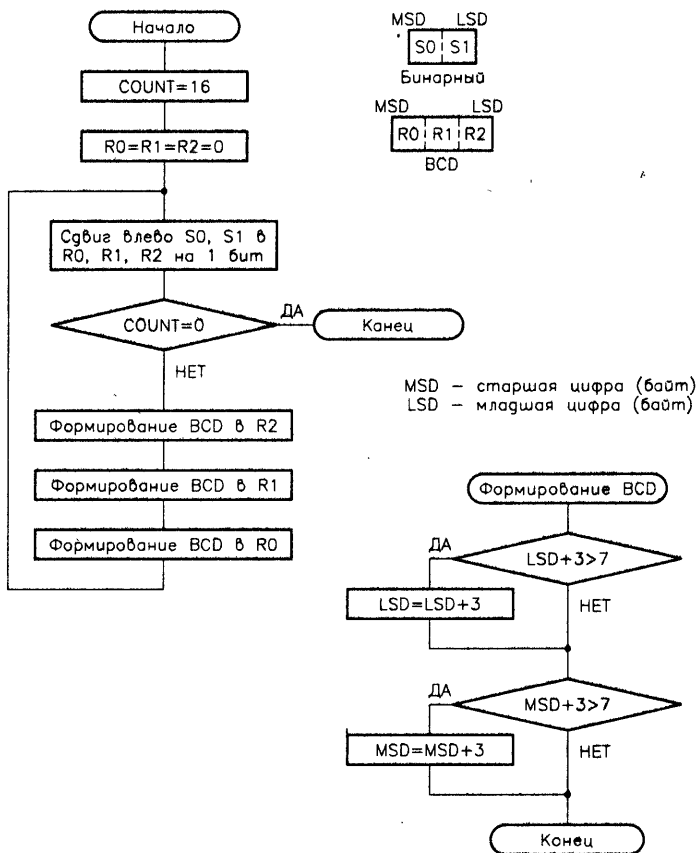 Начало
COUNT=16
R0=R1=R2=0
Сдвиг влево S0, S1 в
R0, R1, R2 на 1 бит
COUNT=0
ДА
Канец
НЕТ
Формирование BCD в R2
Формирование BCD в R1
Формирование BCD в R0
MSD LSD
S0 S1
Бинарный
MSD LSD
R0 R1 R2
BCD
MSD – старшая цифра (байт)
LSD – младшая цифра (байт)
Формирование BCD
LSD+3>7
ДА
LSD=LSD+3
НЕТ
MSD+3>7
ДА
MSD=MSD+3
НЕТ
Конец